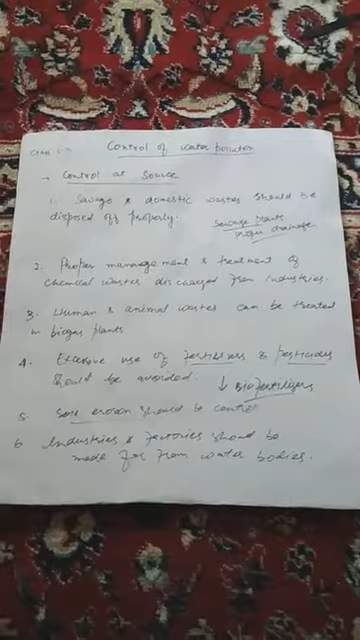 Control of water pollution
→ Control at Source
1. Sewage & domestic wastes should be
disposed off properly.
Sewage plants
proper drainage
2. Proper management & treatment of
chemical wastes discharged from industries.
3. Human & animal wastes can be treated
in biogas plants
4. Excessive use of fertilizers & pesticides
should be avoided.
↓ Biofertilizers
5. Soil erosion should be control
6 Industries & factories should be
made far from water bodies.